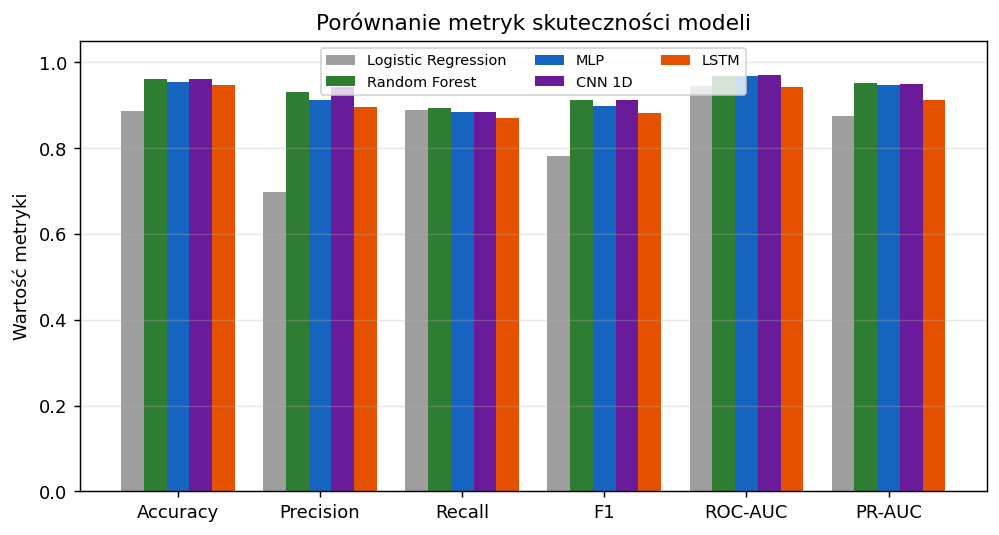 Porównanie metryk skuteczności modeli
Logistic Regression
Random Forest
MLP
CNN 1D
LSTM
Wartość metryki
1.0
0.8
0.6
0.4
0.2
0.0
Accuracy Precision Recall F1 ROC-AUC PR-AUC